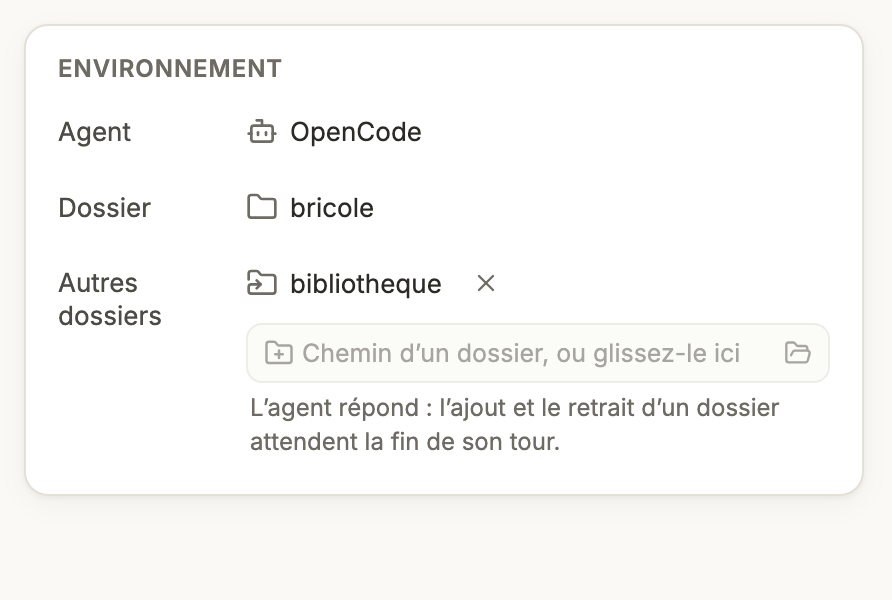 ENVIRONNEMENT
Agent
OpenCode
Dossier
bricole
Autres
dossiers
bibliotheque
Chemin d’un dossier, ou glissez-le ici
L’agent répond : l’ajout et le retrait d’un dossier
attendent la fin de son tour.